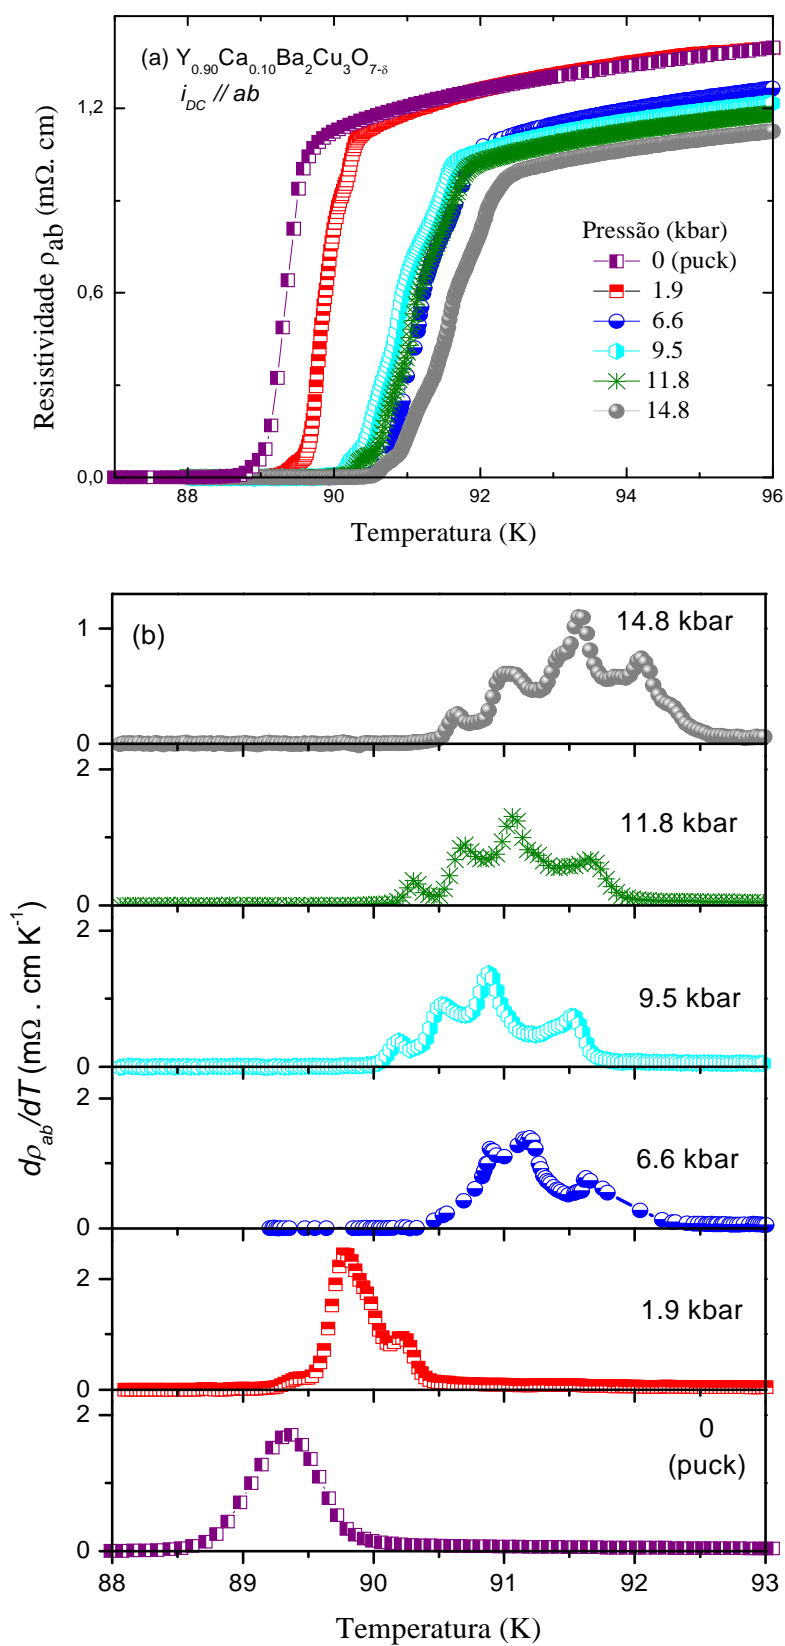 (a) Y0.90Ca0.10Ba2Cu3O7-δ
iDC // ab
1,2
0,6
0,0
Resistividade ρab (mΩ. cm)
Pressão (kbar)
0 (puck)
1.9
6.6
9.5
11.8
14.8
88
90
92
94
96
Temperatura (K)
(b)
14.8 kbar
1
0
2
11.8 kbar
0
2
9.5 kbar
0
2
6.6 kbar
0
2
1.9 kbar
0
2
0
(puck)
0
dρab/dT (mΩ . cm K-1)
88
89
90
91
92
93
Temperatura (K)